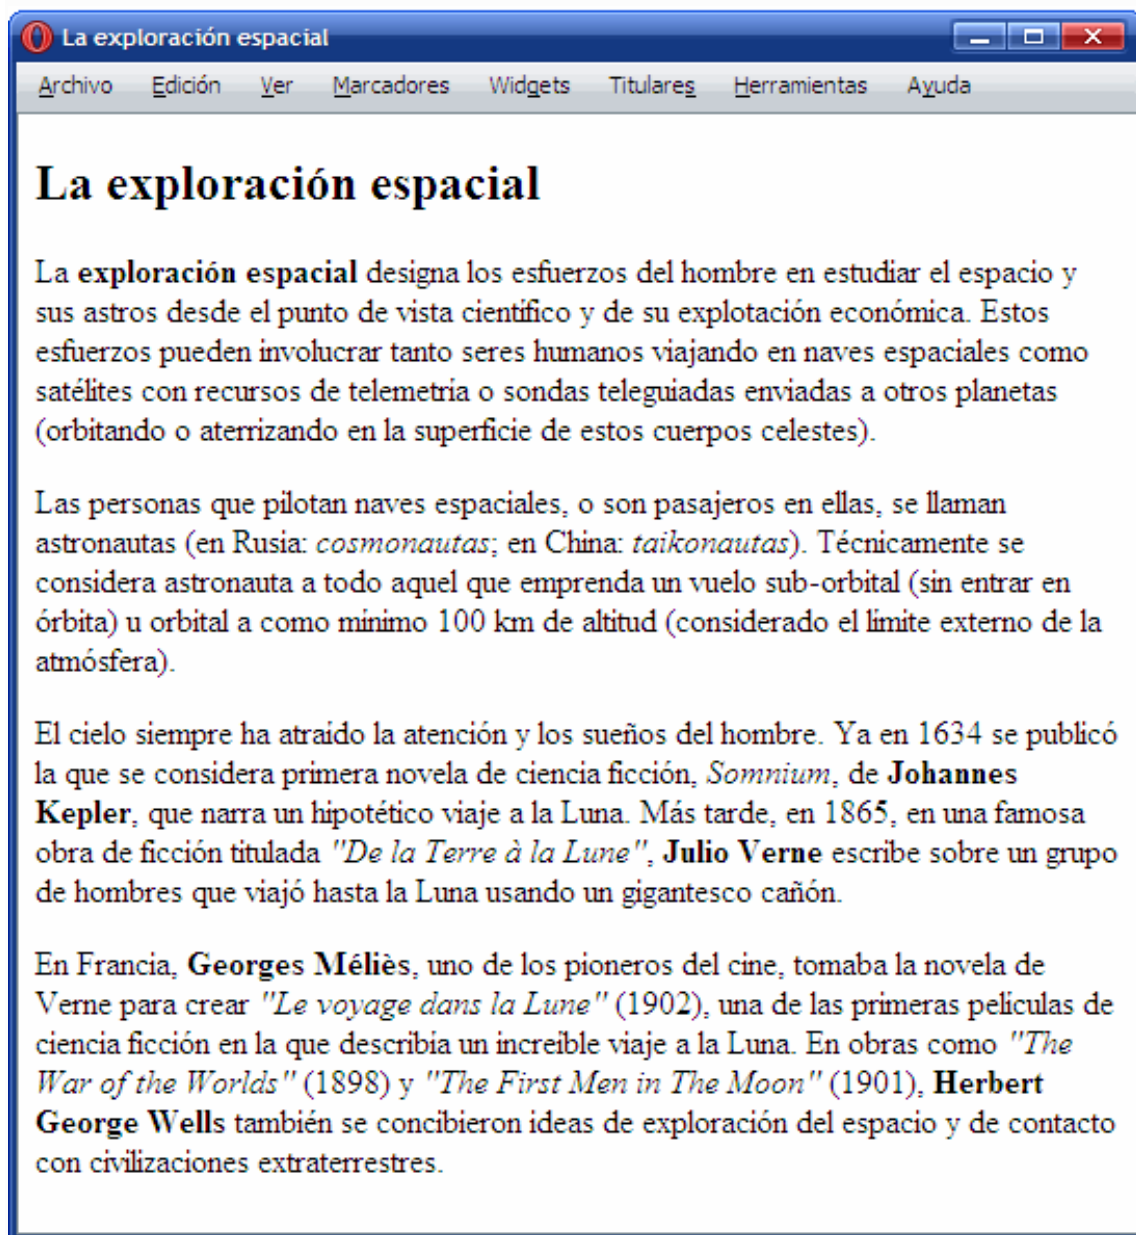 La exploración espacial
Archivo Edición Ver Marcadores Widgets Titulares Herramientas Ayuda
La exploración espacial
La exploración espacial designa los esfuerzos del hombre en estudiar el espacio y
sus astros desde el punto de vista científico y de su explotación económica. Estos
esfuerzos pueden involucrar tanto seres humanos viajando en naves espaciales como
satélites con recursos de telemetría o sondas teleguiadas enviadas a otros planetas
(orbitando o aterrizando en la superficie de estos cuerpos celestes).
Las personas que pilotan naves espaciales, o son pasajeros en ellas, se llaman
astronautas (en Rusia: cosmonautas; en China: taikonautas). Técnicamente se
considera astronauta a todo aquel que emprenda un vuelo sub-orbital (sin entrar en
órbita) u orbital a como mínimo 100 km de altitud (considerado el límite externo de la
atmósfera).
El cielo siempre ha atraído la atención y los sueños del hombre. Ya en 1634 se publicó
la que se considera primera novela de ciencia ficción, Somnium, de Johannes
Kepler, que narra un hipotético viaje a la Luna. Más tarde, en 1865, en una famosa
obra de ficción titulada "De la Terre à la Lune", Julio Verne escribe sobre un grupo
de hombres que viajó hasta la Luna usando un gigantesco cañón.
En Francia, Georges Méliès, uno de los pioneros del cine, tomaba la novela de
Verne para crear "Le voyage dans la Lune" (1902), una de las primeras películas de
ciencia ficción en la que describía un increíble viaje a la Luna. En obras como "The
War of the Worlds" (1898) y "The First Men in The Moon" (1901), Herbert
George Wells también se concibieron ideas de exploración del espacio y de contacto
con civilizaciones extraterrestres.